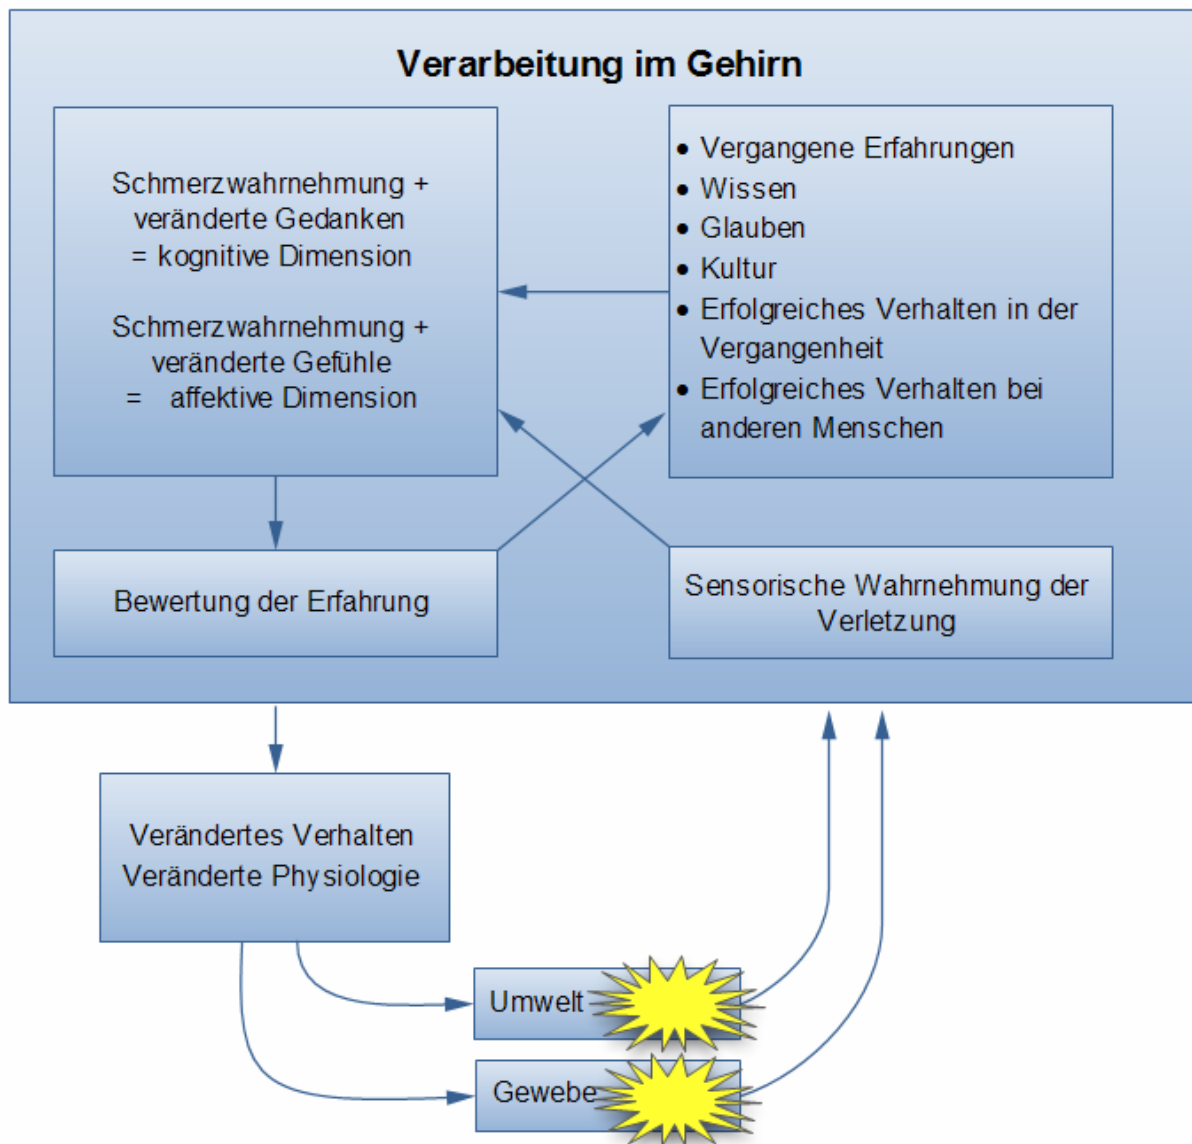 Verarbeitung im Gehirn
Schmerzwahrnehmung +
veränderte Gedanken
= kognitive Dimension
Schmerzwahrnehmung +
veränderte Gefühle
= affektive Dimension
• Vergangene Erfahrungen
• Wissen
• Glauben
• Kultur
• Erfolgreiches Verhalten in der
Vergangenheit
• Erfolgreiches Verhalten bei
anderen Menschen
Bewertung der Erfahrung
Sensorische Wahrnehmung der
Verletzung
Verändertes Verhalten
Veränderte Physiologie
Umwelt
Gewebe